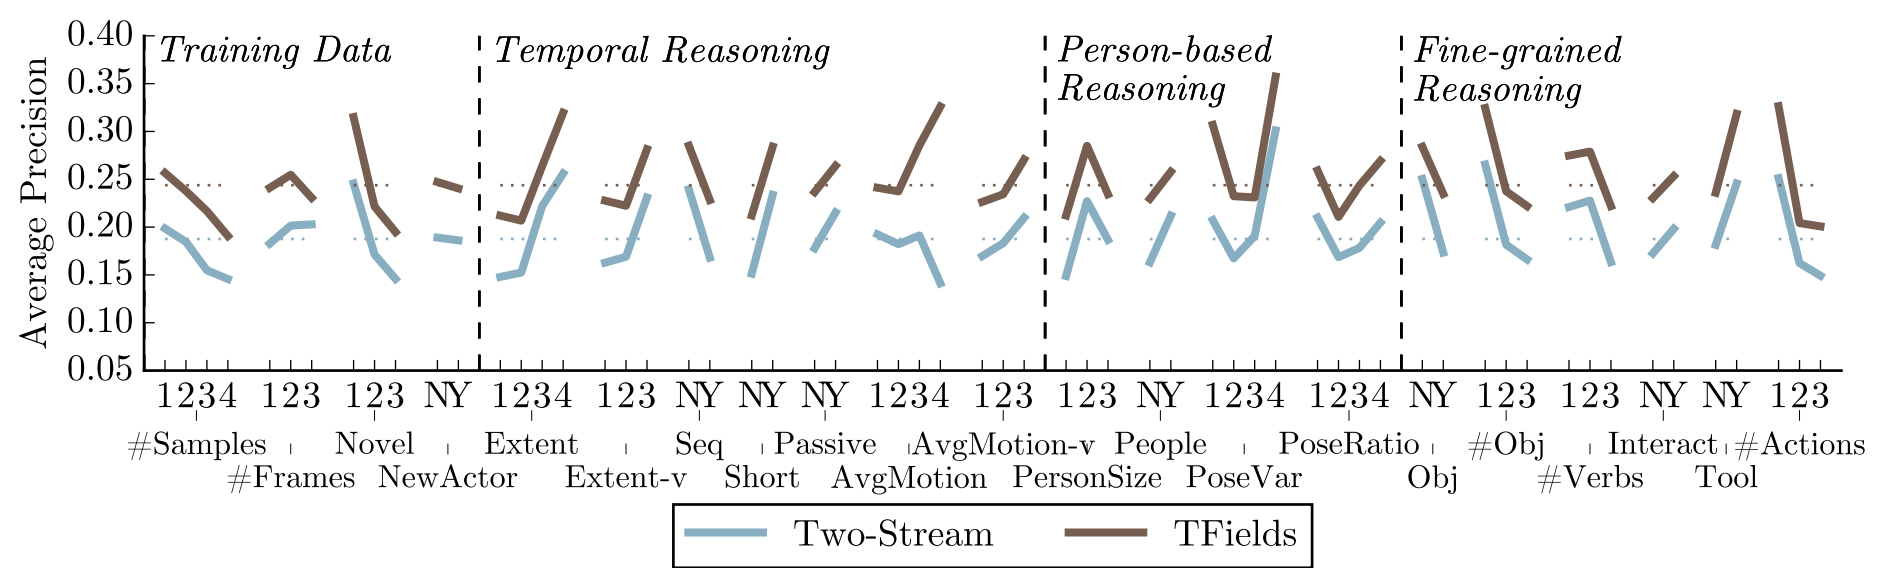 Average Precision
0.40
0.35
0.30
0.25
0.20
0.15
0.10
0.05
Training Data
Temporal Reasoning
Person-based
Reasoning
Fine-grained
Reasoning
1234 123 123 NY 1234 123 NY NY NY 1234 123 123 NY 1234 1234 NY 123 123 NY NY 123
#Samples Novel Extent Seq Passive AvgMotion-v People PoseRatio #Obj Interact #Actions
#Frames NewActor Extent-v Short AvgMotion PersonSize PoseVar Obj #Verbs Tool
Two-Stream TFields